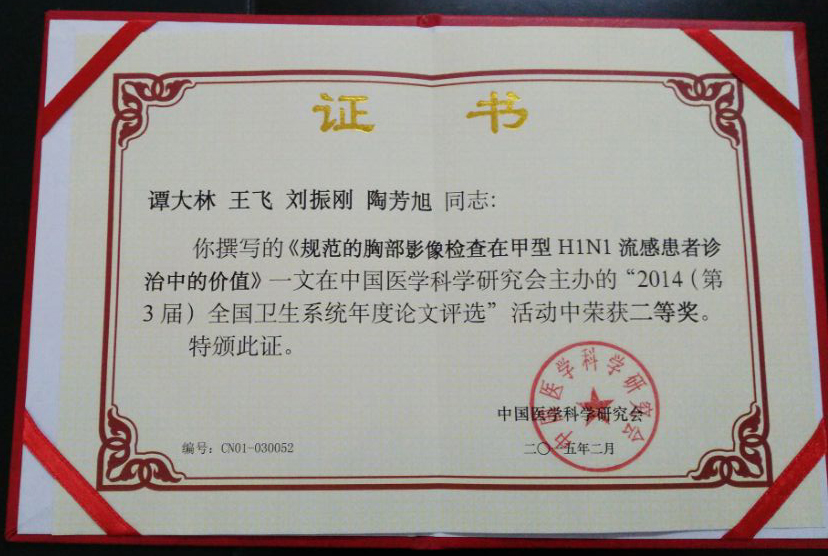 证 书
谭大林 王飞 刘振刚 陶芳旭 同志:
你撰写的《规范的胸部影像检查在甲型 H1N1 流感患者诊
治中的价值》一文在中国医学科学研究会主办的“2014（第
3 届）全国卫生系统年度论文评选”活动中荣获二等奖。
特颁此证。
中国医学科学研究会
中国医学科学研究会
编号: CN01-030052
二〇一五年二月